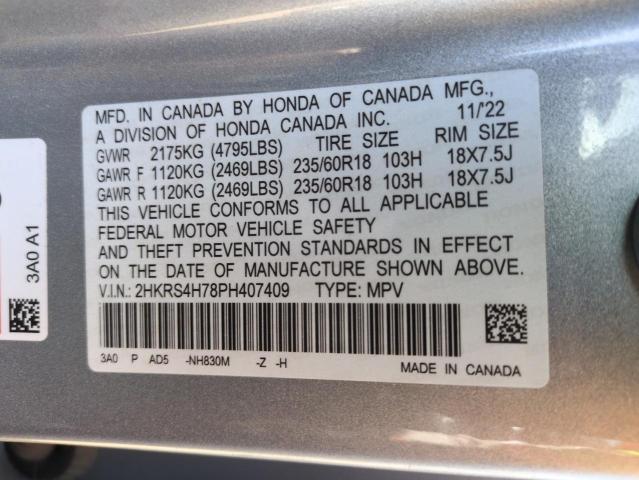 MFD. IN CANADA BY HONDA OF CANADA MFG.,
A DIVISION OF HONDA CANADA INC. 11/'22
GVWR 2175KG (4795LBS) TIRE SIZE RIM SIZE
GAWR F 1120KG (2469LBS) 235/60R18 103H 18X7.5J
GAWR R 1120KG (2469LBS) 235/60R18 103H 18X7.5J
THIS VEHICLE CONFORMS TO ALL APPLICABLE
FEDERAL MOTOR VEHICLE SAFETY
AND THEFT PREVENTION STANDARDS IN EFFECT
ON THE DATE OF MANUFACTURE SHOWN ABOVE.
V.I.N.: 2HKRS4H78PH407409 TYPE: MPV
3A0 P AD5 -NH830M -Z -H
MADE IN CANADA
3A0 A1